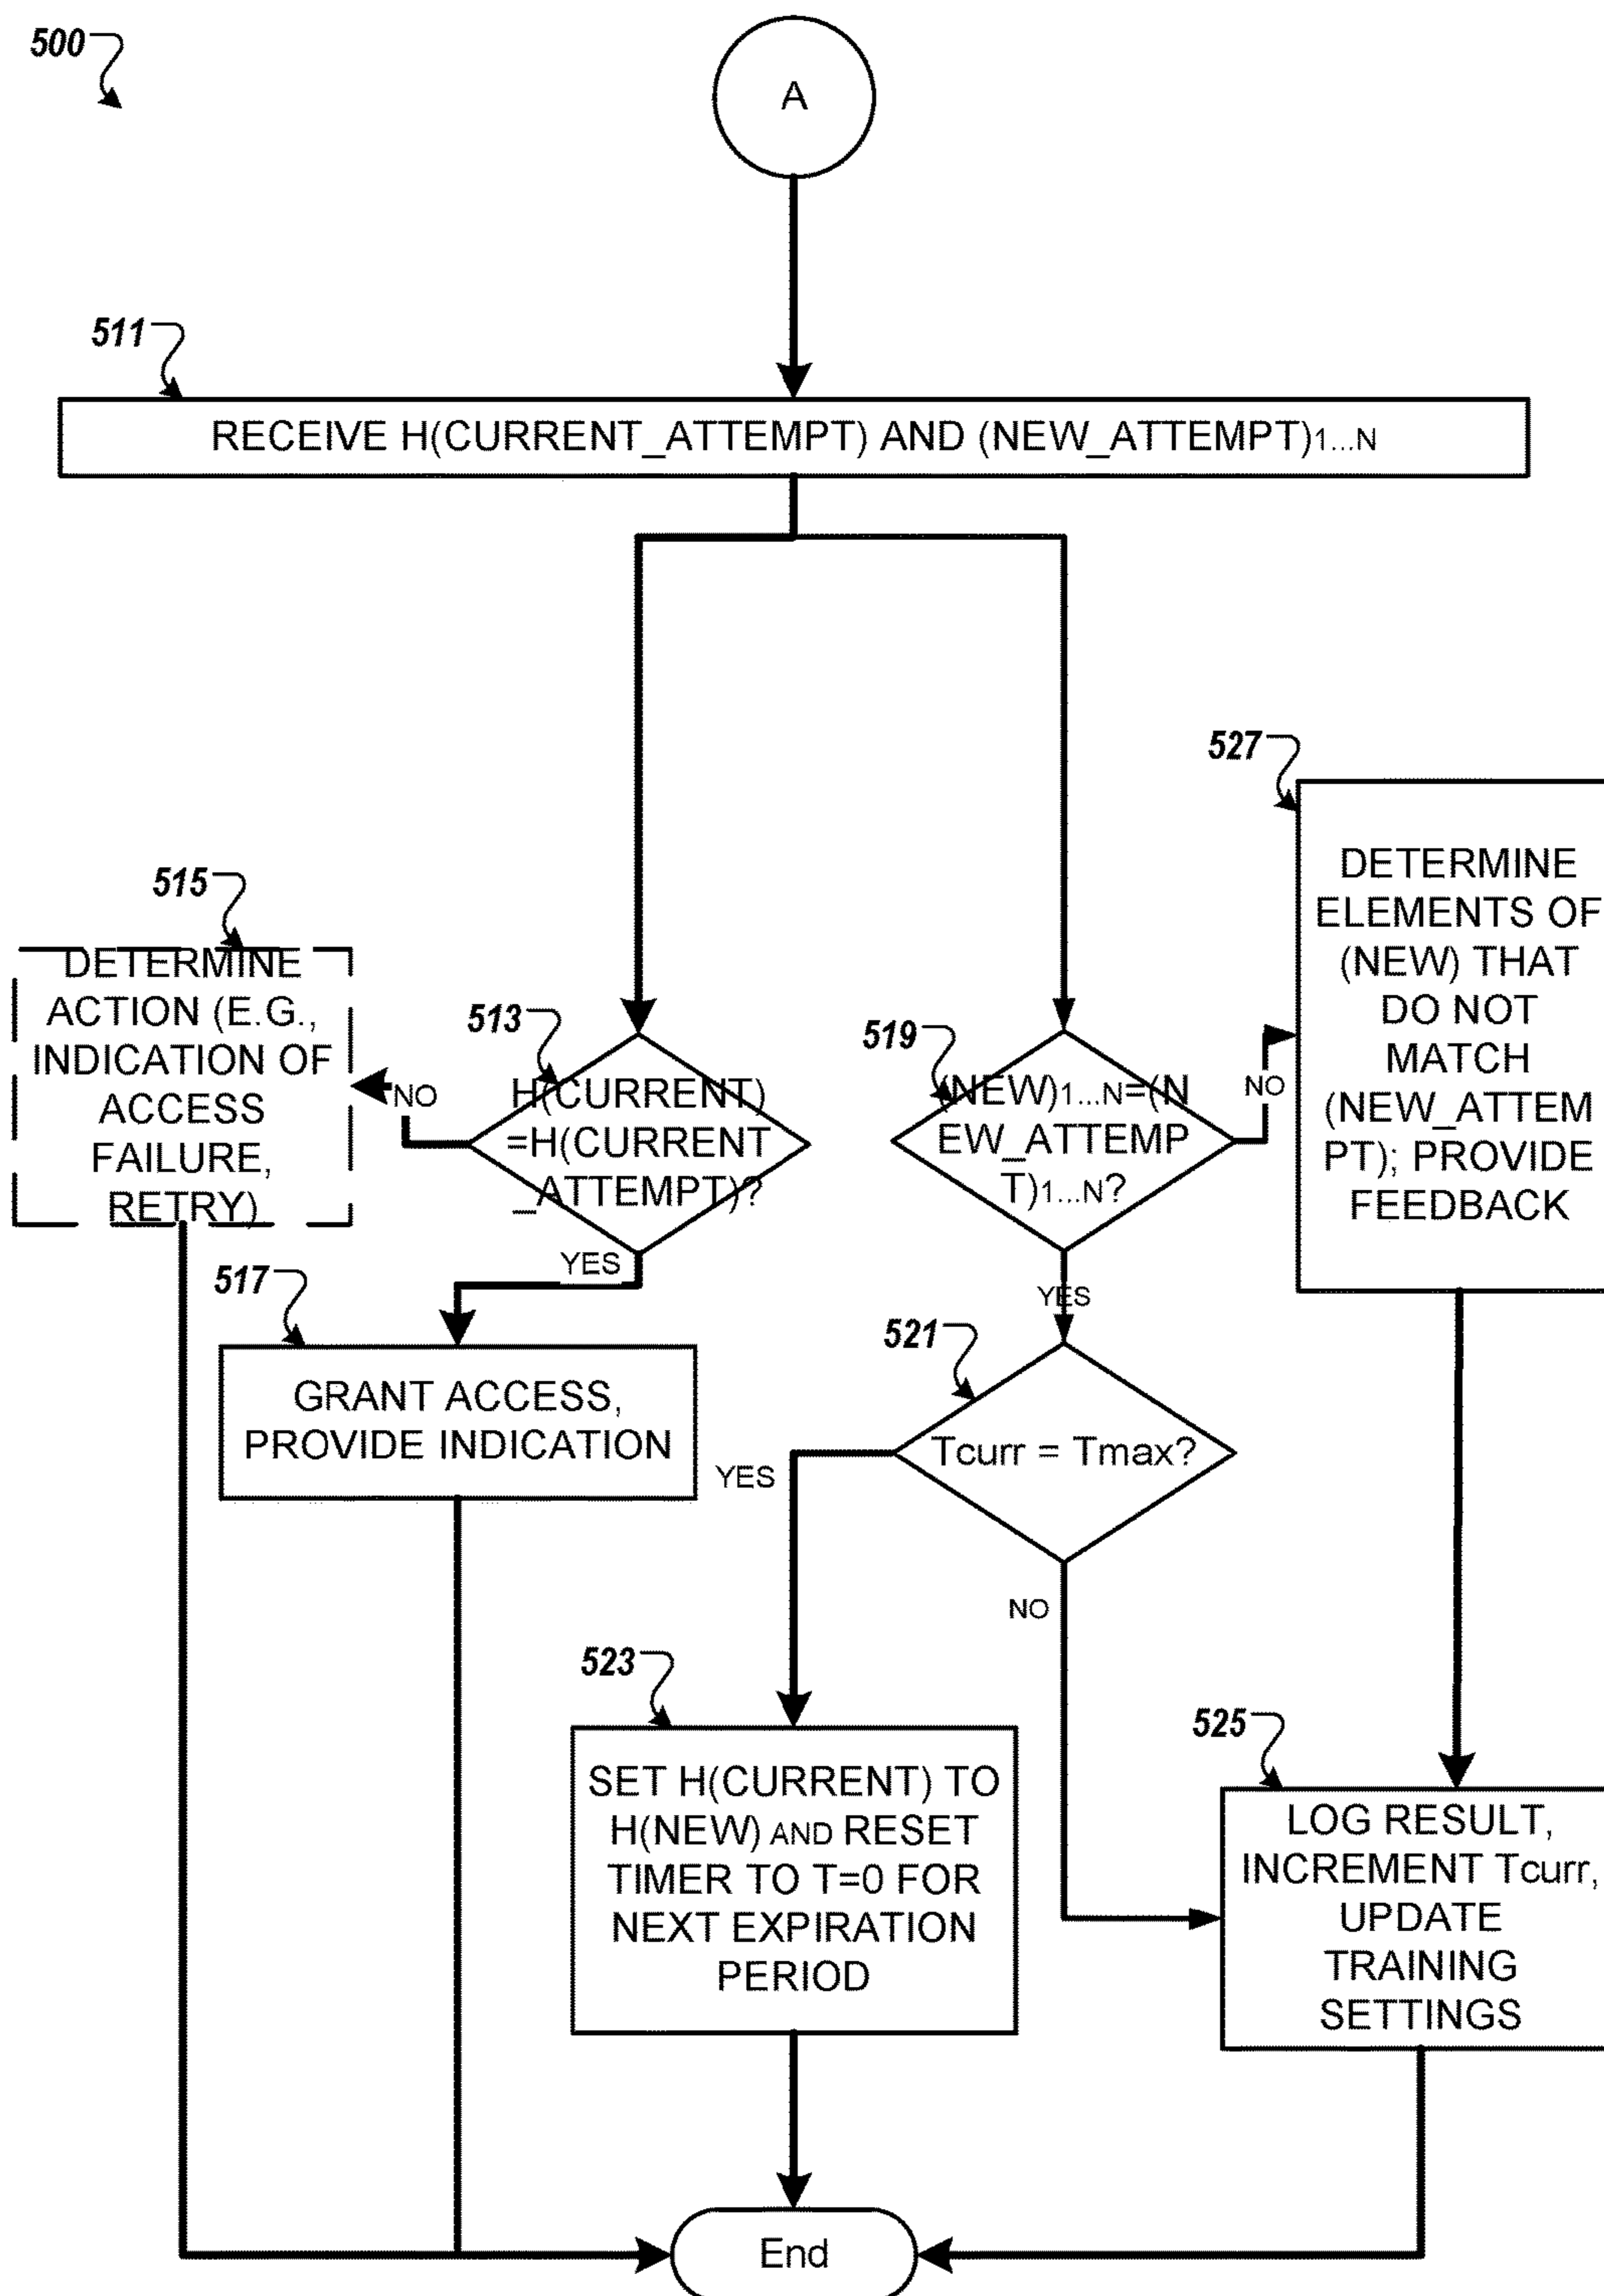 500
A
511
RECEIVE H(CURRENT_ATTEMPT) AND (NEW_ATTEMPT)1...N
527
DETERMINE
ELEMENTS OF
(NEW) THAT
DO NOT
MATCH
(NEW_ATTEM
PT); PROVIDE
FEEDBACK
515
DETERMINE
ACTION (E.G.,
INDICATION OF
ACCESS
FAILURE,
RETRY)
NO
513
H(CURRENT)
=H(CURRENT
_ATTEMPT)?
519
(NEW)1...N=(N
EW_ATTEMP
T)1...N?
NO
YES
YES
517
GRANT ACCESS,
PROVIDE INDICATION
521
Tcurr = Tmax?
YES
NO
523
SET H(CURRENT) TO
H(NEW) AND RESET
TIMER TO T=0 FOR
NEXT EXPIRATION
PERIOD
525
LOG RESULT,
INCREMENT Tcurr,
UPDATE
TRAINING
SETTINGS
End